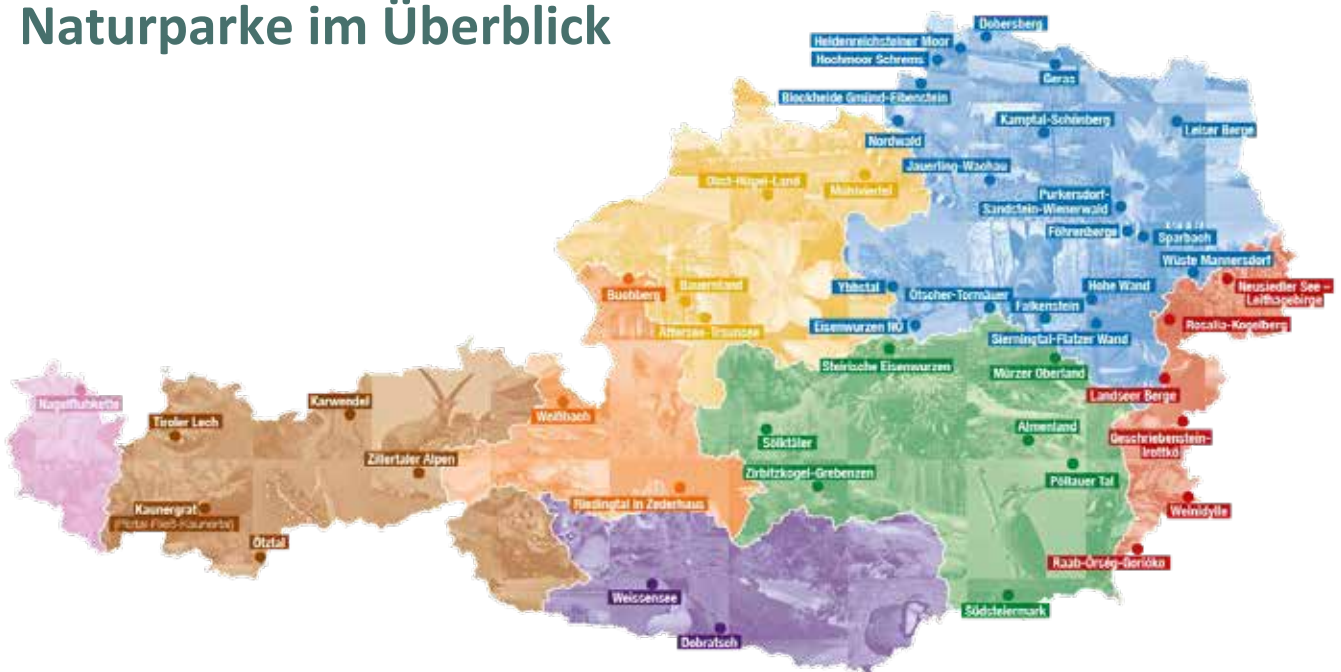 Naturparke im Überblick
Dobersberg
Heidenreichsteiner Moor
Hochmoor Schrems
Geras
Blockheide Gmünd-Eibenstein
Kamptal-Schönberg
Leiser Berge
Nordwald
Jauerling-Wachau
Obst-Hügel-Land
Mühlviertel
Purkersdorf-
Sandstein-Wienerwald
Föhrenberge
Sparbach
Wüste Mannersdorf
Buchberg
Bauernland
Ybbstal
Ötscher-Tormäuer
Hohe Wand
Neusiedler See –
Leithagebirge
Falkenstein
Attersee-Traunsee
Eisenwurzen NÖ
Rosalia-Kogelberg
Sierningtal-Flatzer Wand
Steirische Eisenwurzen
Mürzer Oberland
Landseer Berge
Nagelfluhkette
Karwendel
Weißbach
Tiroler Lech
Almenland
Sölktäler
Geschriebenstein-
Irottkö
Zillertaler Alpen
Zirbitzkogel-Grebenzen
Pöllauer Tal
Kaunergrat
(Pitztal-Fließ-Kaunertal)
Riedingtal in Zederhaus
Weinidylle
Ötztal
Raab-Örség-Goričko
Weissensee
Südsteiermark
Dobratsch